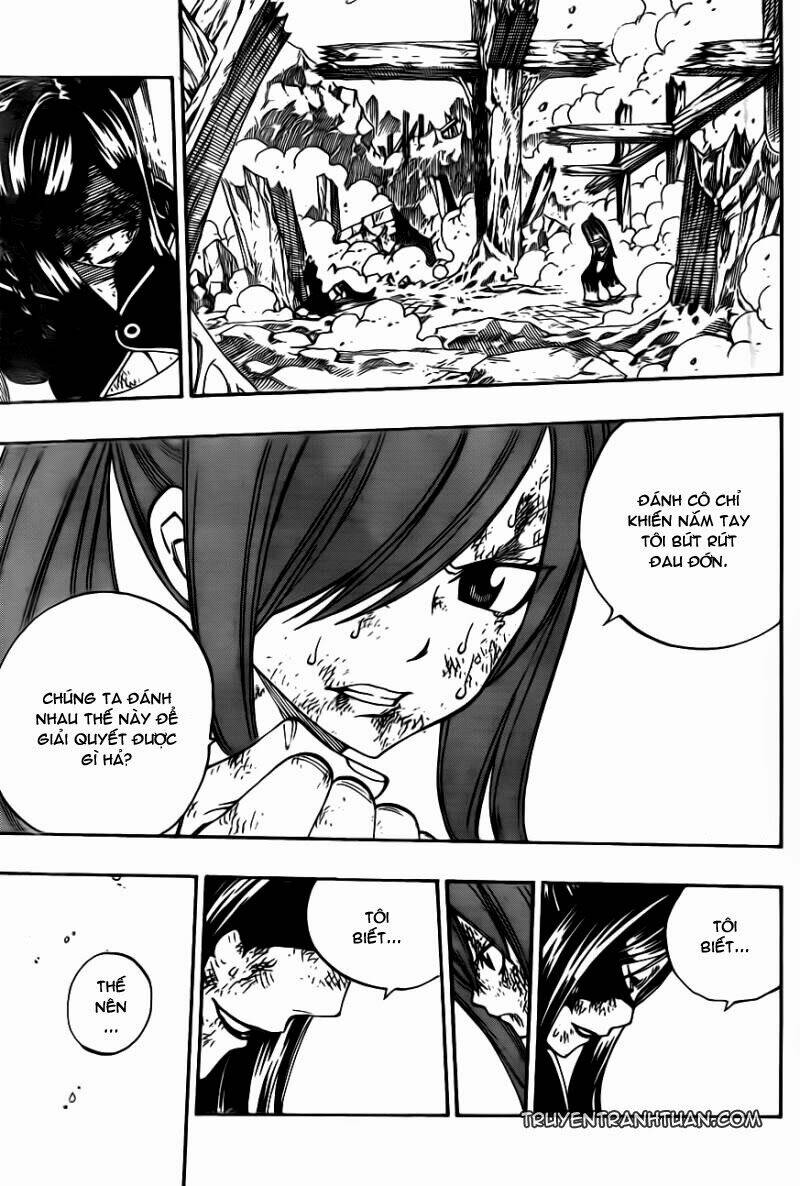 ĐÁNH CÔ CHỈ
KHIẾN NẮM TAY
TÔI BỨT RỨT
ĐAU ĐỚN.
CHÚNG TA ĐÁNH
NHAU THẾ NÀY ĐỂ
GIẢI QUYẾT ĐƯỢC
GÌ HẢ?
TÔI
BIẾT...
TÔI
BIẾT...
THẾ
NÊN
...
TRUYENTRANHTUAN.COM